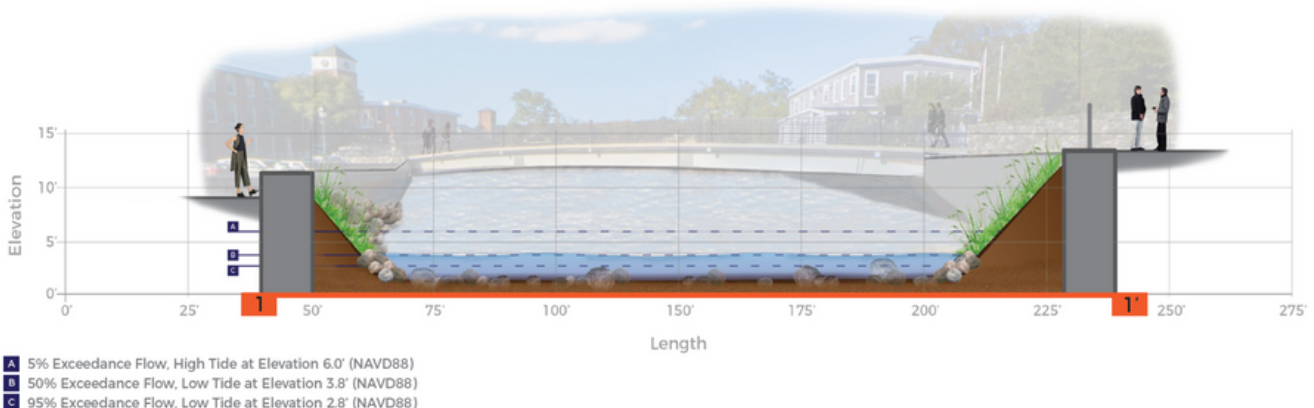 15'
10'
5'
0'
Elevation
A
B
C
1
1'
0'
25'
50'
75'
100'
125'
150'
175'
200'
225'
250'
275'
Length
A 5% Exceedance Flow, High Tide at Elevation 6.0' (NAVD88)
B 50% Exceedance Flow, Low Tide at Elevation 3.8' (NAVD88)
C 95% Exceedance Flow, Low Tide at Elevation 2.8' (NAVD88)